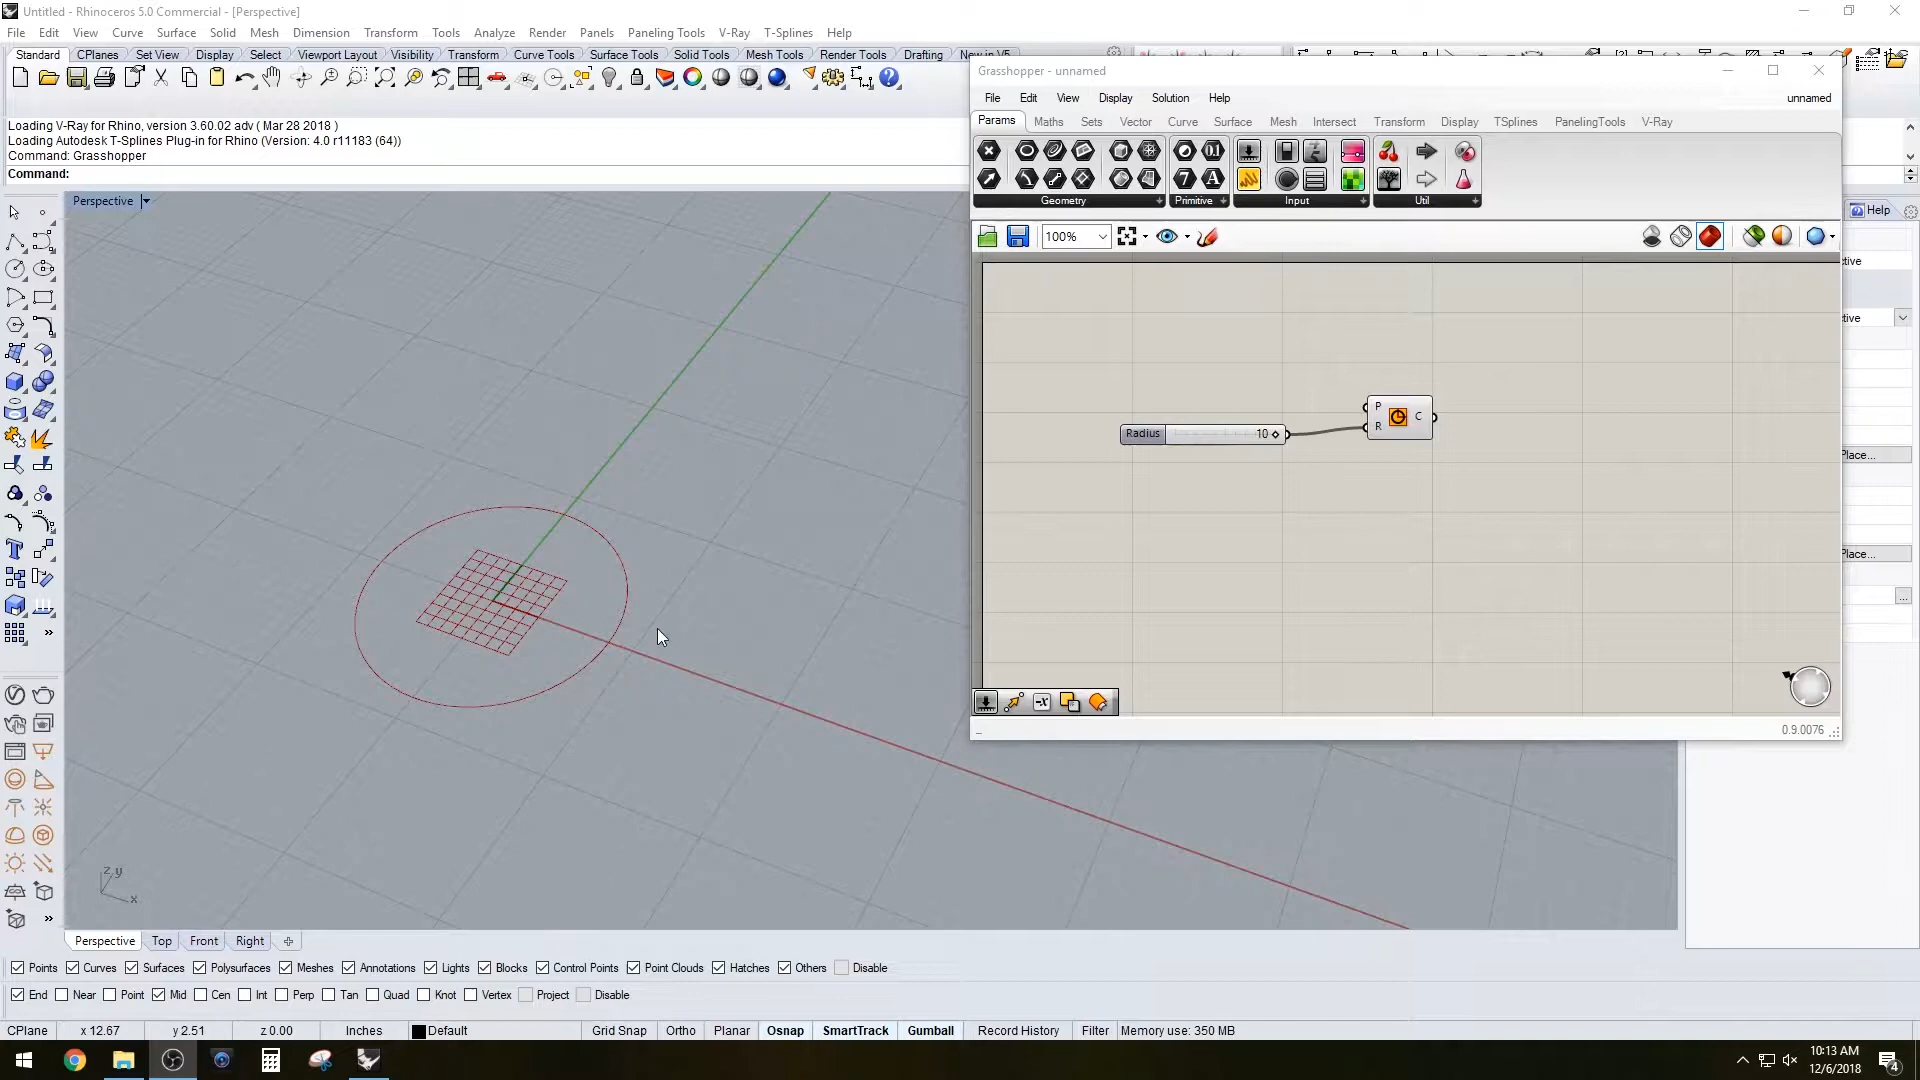 Untitled - Rhinoceros 5.0 Commercial - [Perspective]
File Edit View Curve Surface Solid Mesh Dimension Transform Tools Analyze Render Panels Paneling Tools V-Ray T-Splines Help
Standard CPlanes Set View Display Select Viewport Layout Visibility Transform Curve Tools Surface Tools Solid Tools Mesh Tools Render Tools Drafting New in V5
Loading V-Ray for Rhino, version 3.60.02 adv ( Mar 28 2018 )
Loading Autodesk T-Splines Plug-in for Rhino (Version: 4.0 r11183 (64))
Command: Grasshopper
Command:
Perspective
Grasshopper - unnamed
File Edit View Display Solution Help unnamed
Params Maths Sets Vector Curve Surface Mesh Intersect Transform Display TSplines PanelingTools V-Ray
Geometry Primitive Input Util
100%
Radius 10
P
R
C
0.9.0076
Help
tive
tive
Place...
Place...
...
z y
x
Perspective Top Front Right
Points Curves Surfaces Polysurfaces Meshes Annotations Lights Blocks Control Points Point Clouds Hatches Others Disable
End Near Point Mid Cen Int Perp Tan Quad Knot Vertex Project Disable
CPlane x 12.67 y 2.51 z 0.00 Inches Default Grid Snap Ortho Planar Osnap SmartTrack Gumball Record History Filter Memory use: 350 MB
10:13 AM
12/6/2018
4